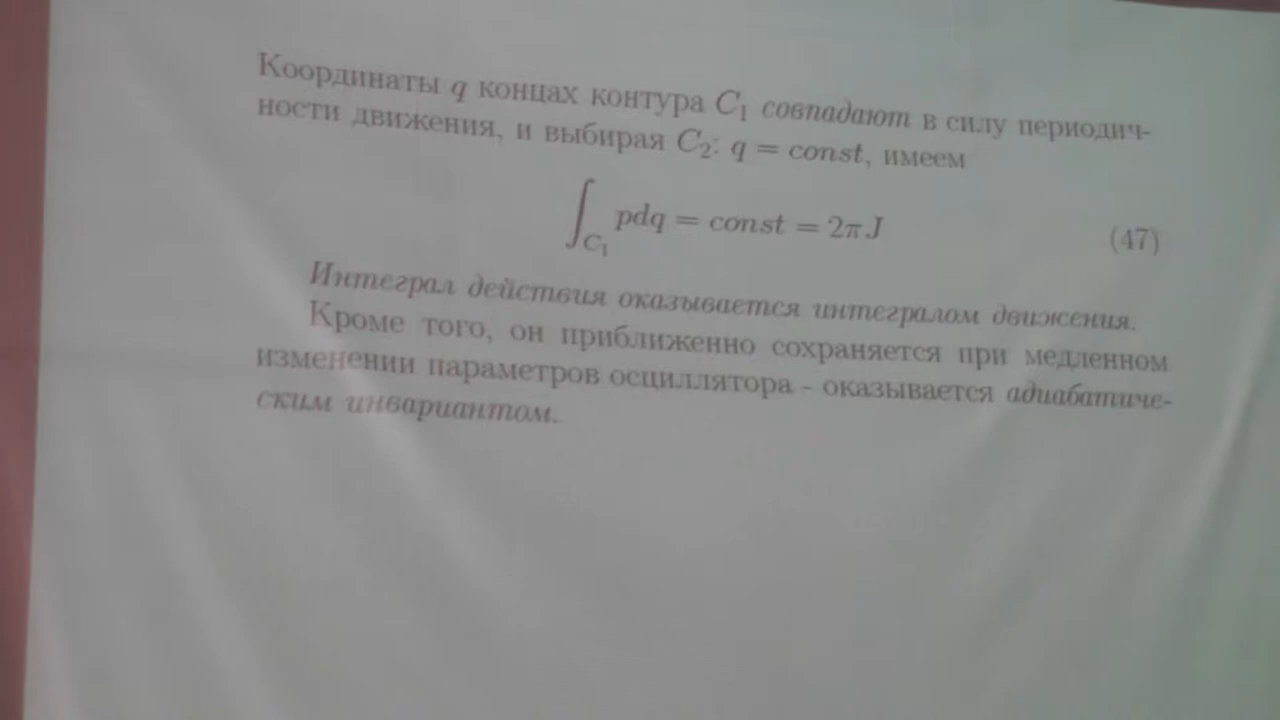 Координаты q концах контура C₁ совпадают в силу периодич-
ности движения, и выбирая C₂: q = const, имеем
∫_{C₁} pdq = const = 2πJ (47)
Интеграл действия оказывается интегралом движения.
Кроме того, он приближенно сохраняется при медленном
изменении параметров осциллятора - оказывается адиабатиче-
ским инвариантом.